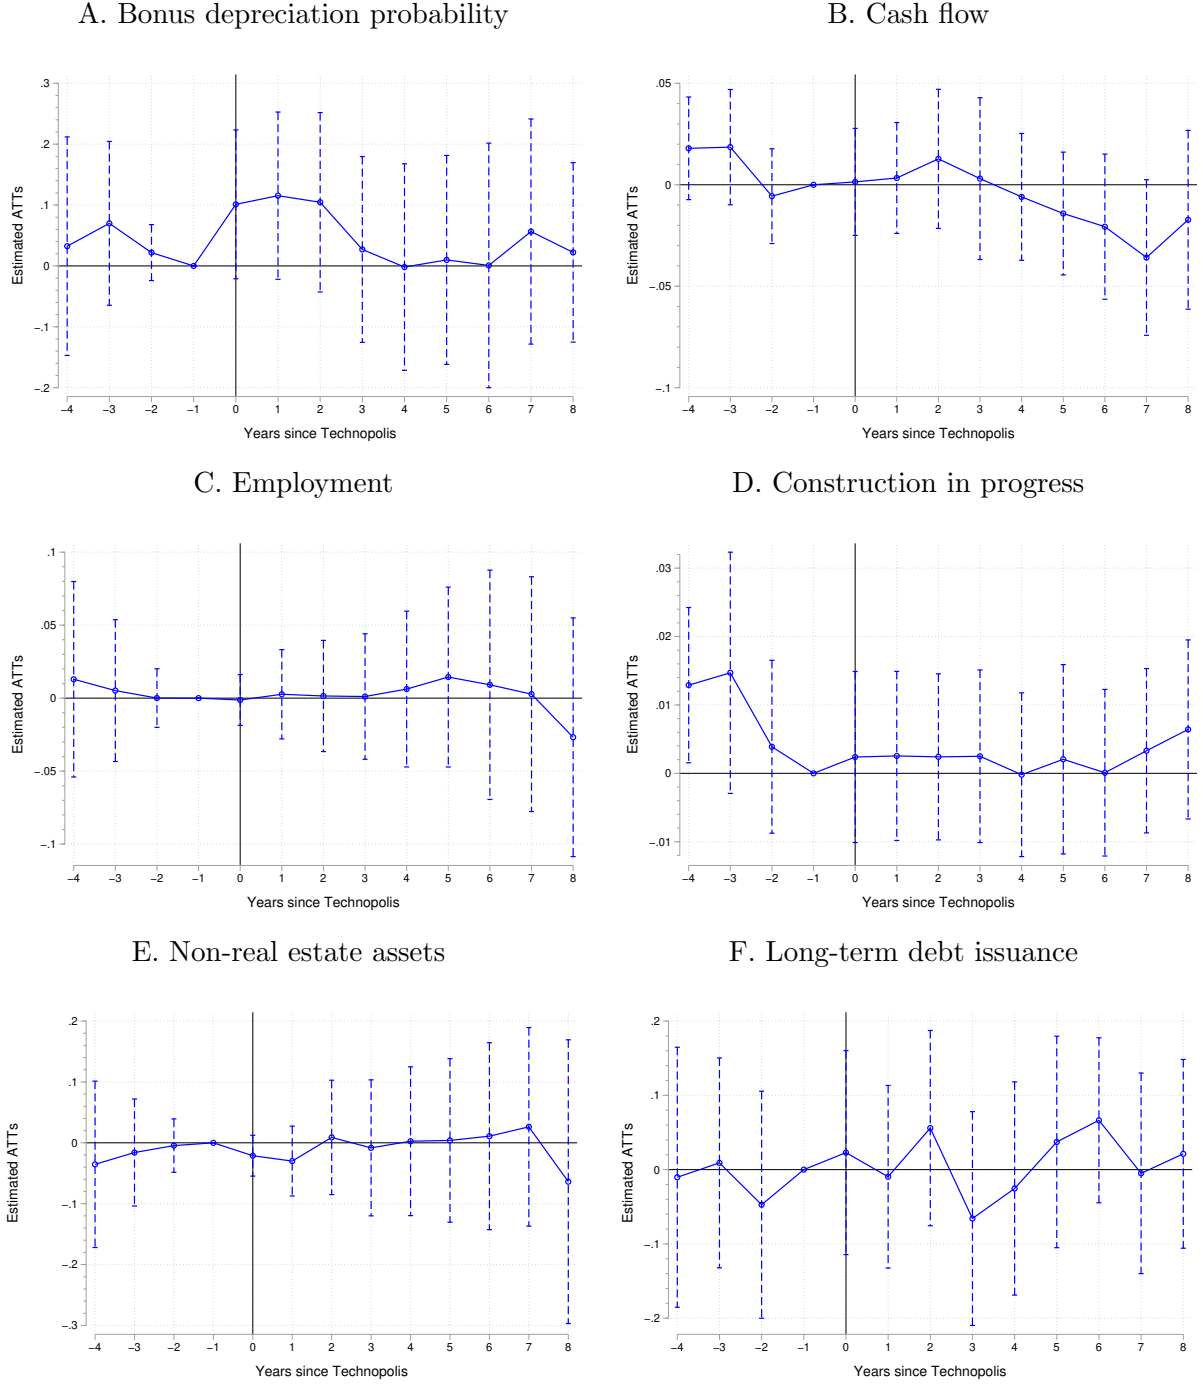 A. Bonus depreciation probability
.3
.2
.1
0
−.1
−.2
Estimated ATTs
−4 −3 −2 −1 0 1 2 3 4 5 6 7 8
Years since Technopolis
B. Cash flow
.05
0
−.05
−.1
Estimated ATTs
−4 −3 −2 −1 0 1 2 3 4 5 6 7 8
Years since Technopolis
C. Employment
.1
.05
0
−.05
−.1
Estimated ATTs
−4 −3 −2 −1 0 1 2 3 4 5 6 7 8
Years since Technopolis
D. Construction in progress
.03
.02
.01
0
−.01
Estimated ATTs
−4 −3 −2 −1 0 1 2 3 4 5 6 7 8
Years since Technopolis
E. Non-real estate assets
.2
.1
0
−.1
−.2
−.3
Estimated ATTs
−4 −3 −2 −1 0 1 2 3 4 5 6 7 8
Years since Technopolis
F. Long-term debt issuance
.2
.1
0
−.1
−.2
Estimated ATTs
−4 −3 −2 −1 0 1 2 3 4 5 6 7 8
Years since Technopolis